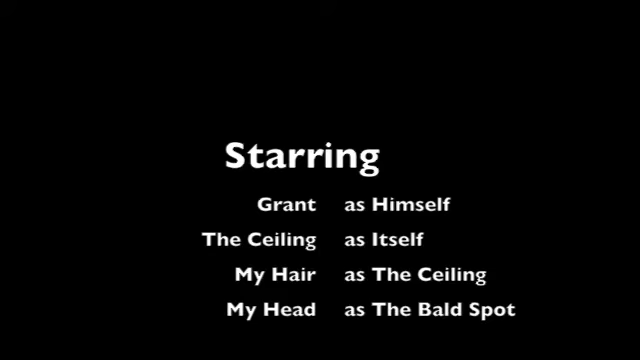 Starring
Grant as Himself
The Ceiling as Itself
My Hair as The Ceiling
My Head as The Bald Spot